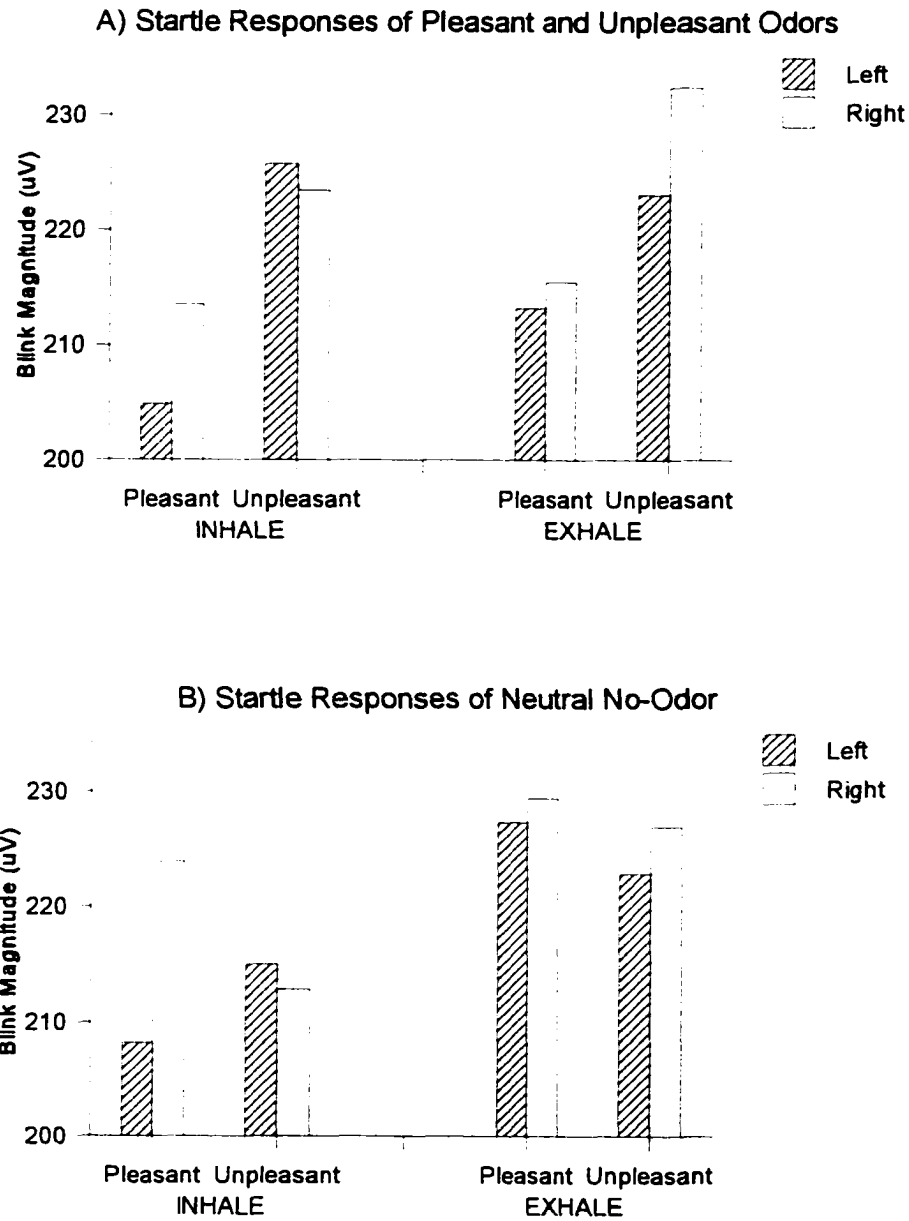 A) Startle Responses of Pleasant and Unpleasant Odors
Left
Right
Blink Magnitude (uV)
230
220
210
200
Pleasant Unpleasant Pleasant Unpleasant
INHALE EXHALE
B) Startle Responses of Neutral No-Odor
Left
Right
Blink Magnitude (uV)
230
220
210
200
Pleasant Unpleasant Pleasant Unpleasant
INHALE EXHALE